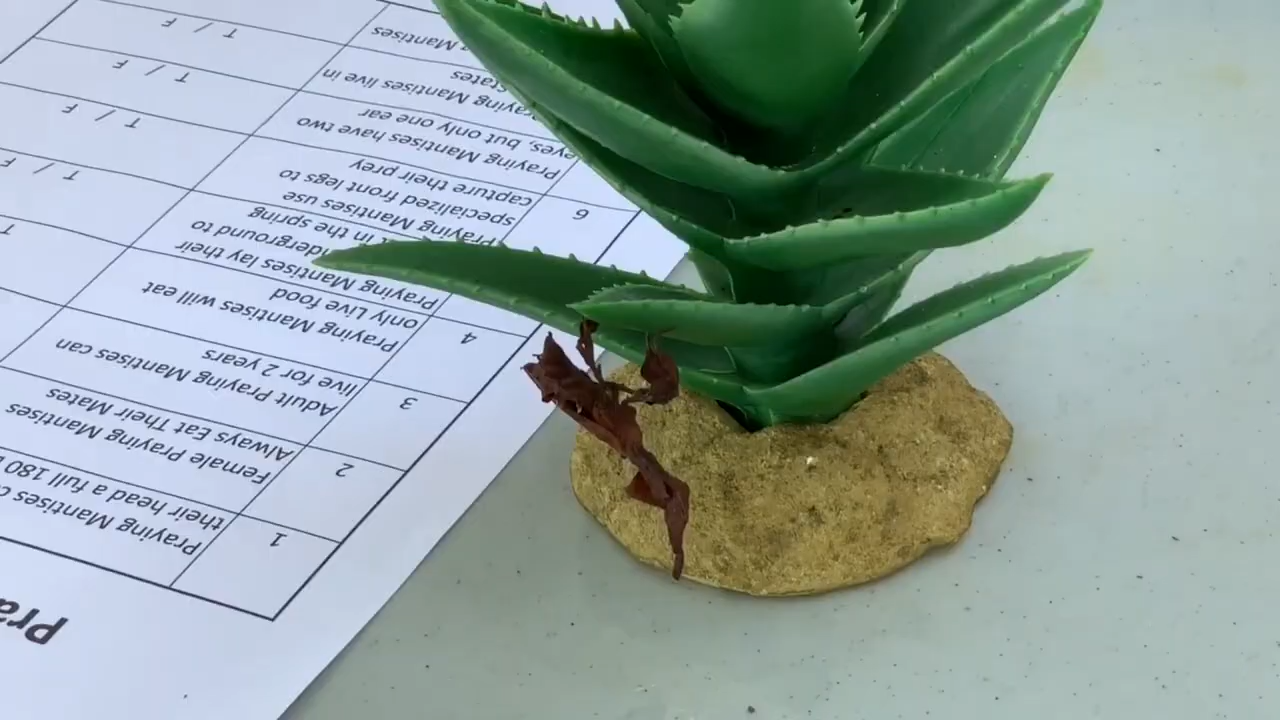 Pra
1
Praying Mantises c
their head a full 180
T
2
Female Praying Mantises
Always Eat Their Mates
3
Adult Praying Mantises can
live for 2 years
T / F
4
Praying Mantises will eat
only Live food
T / F
Praying Mantises lay their
derground to
t in the spring
T / F
6
Praying Mantises use
specialized front legs to
capture their prey
T / F
Praying Mantises have two
eyes, but only one ear
raying Mantises live in
states
Mantises